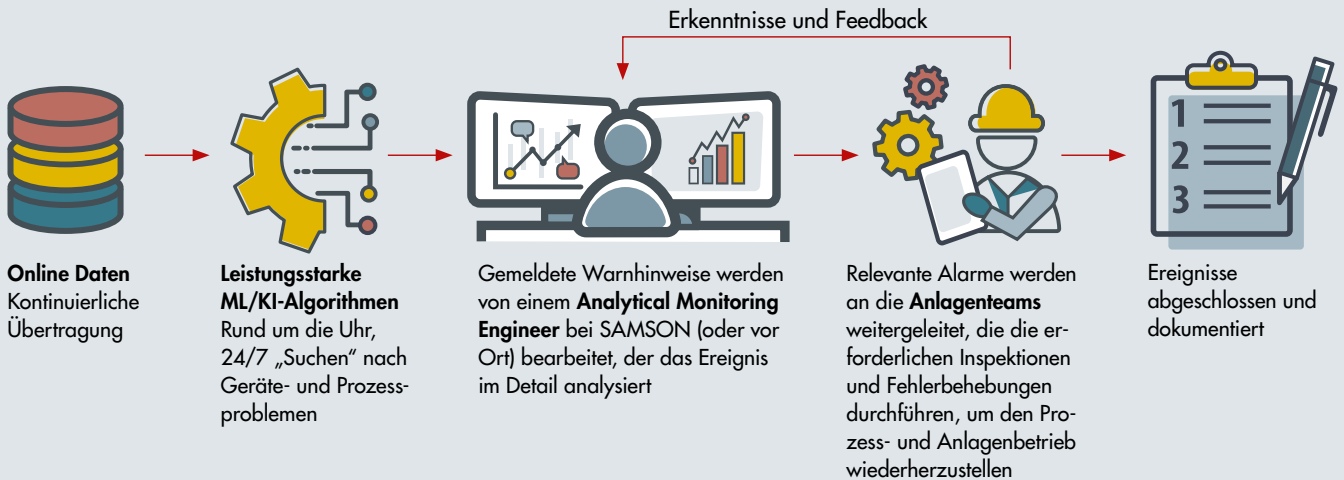 Erkenntnisse und Feedback
Online Daten
Kontinuierliche
Übertragung
Leistungsstarke
ML/KI-Algorithmen
Rund um die Uhr,
24/7 „Suchen“ nach
Geräte- und Prozess-
problemen
Gemeldete Warnhinweise werden
von einem Analytical Monitoring
Engineer bei SAMSON (oder vor
Ort) bearbeitet, der das Ereignis
im Detail analysiert
Relevante Alarme werden
an die Anlagenteams
weitergeleitet, die die er-
forderlichen Inspektionen
und Fehlerbehebungen
durchführen, um den Pro-
zess- und Anlagenbetrieb
wiederherzustellen
1
2
3
Ereignisse
abgeschlossen und
dokumentiert